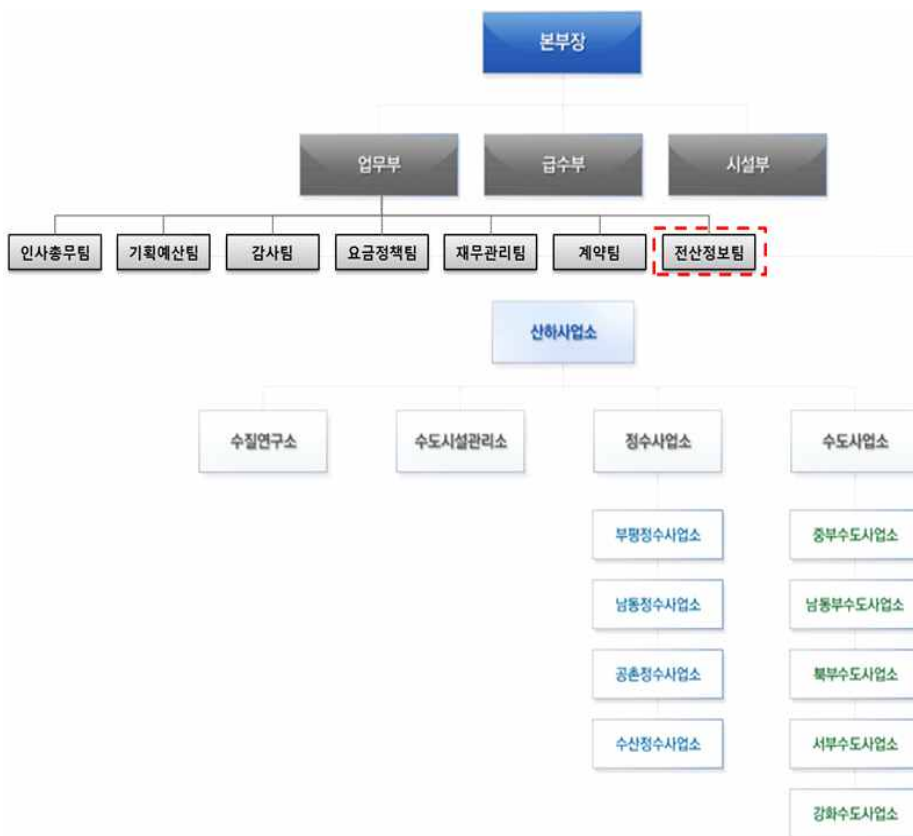 본부장
업무부
급수부
시설부
인사총무팀
기획예산팀
감사팀
요금정책팀
재무관리팀
계약팀
전산정보팀
산하사업소
수질연구소
수도시설관리소
정수사업소
수도사업소
부평정수사업소
중부수도사업소
남동정수사업소
남동부수도사업소
공촌정수사업소
북부수도사업소
수산정수사업소
서부수도사업소
강화수도사업소